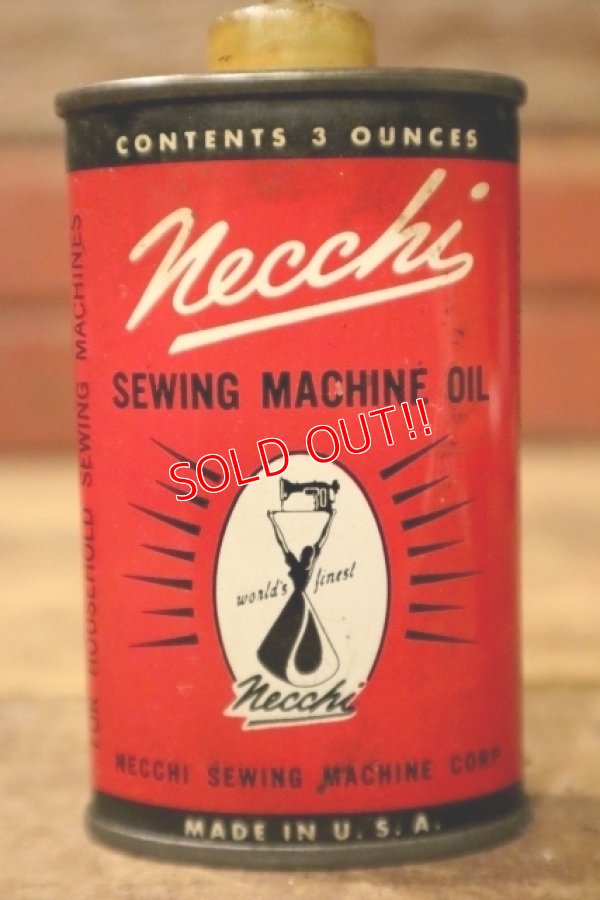 CONTENTS 3 OUNCES
Necchi
SEWING MACHINE OIL
SOLD OUT!!
world's finest
Necchi
NECCHI SEWING MACHINE CORP
MADE IN U.S.A.
FOR HOUSEHOLD SEWING MACHINES